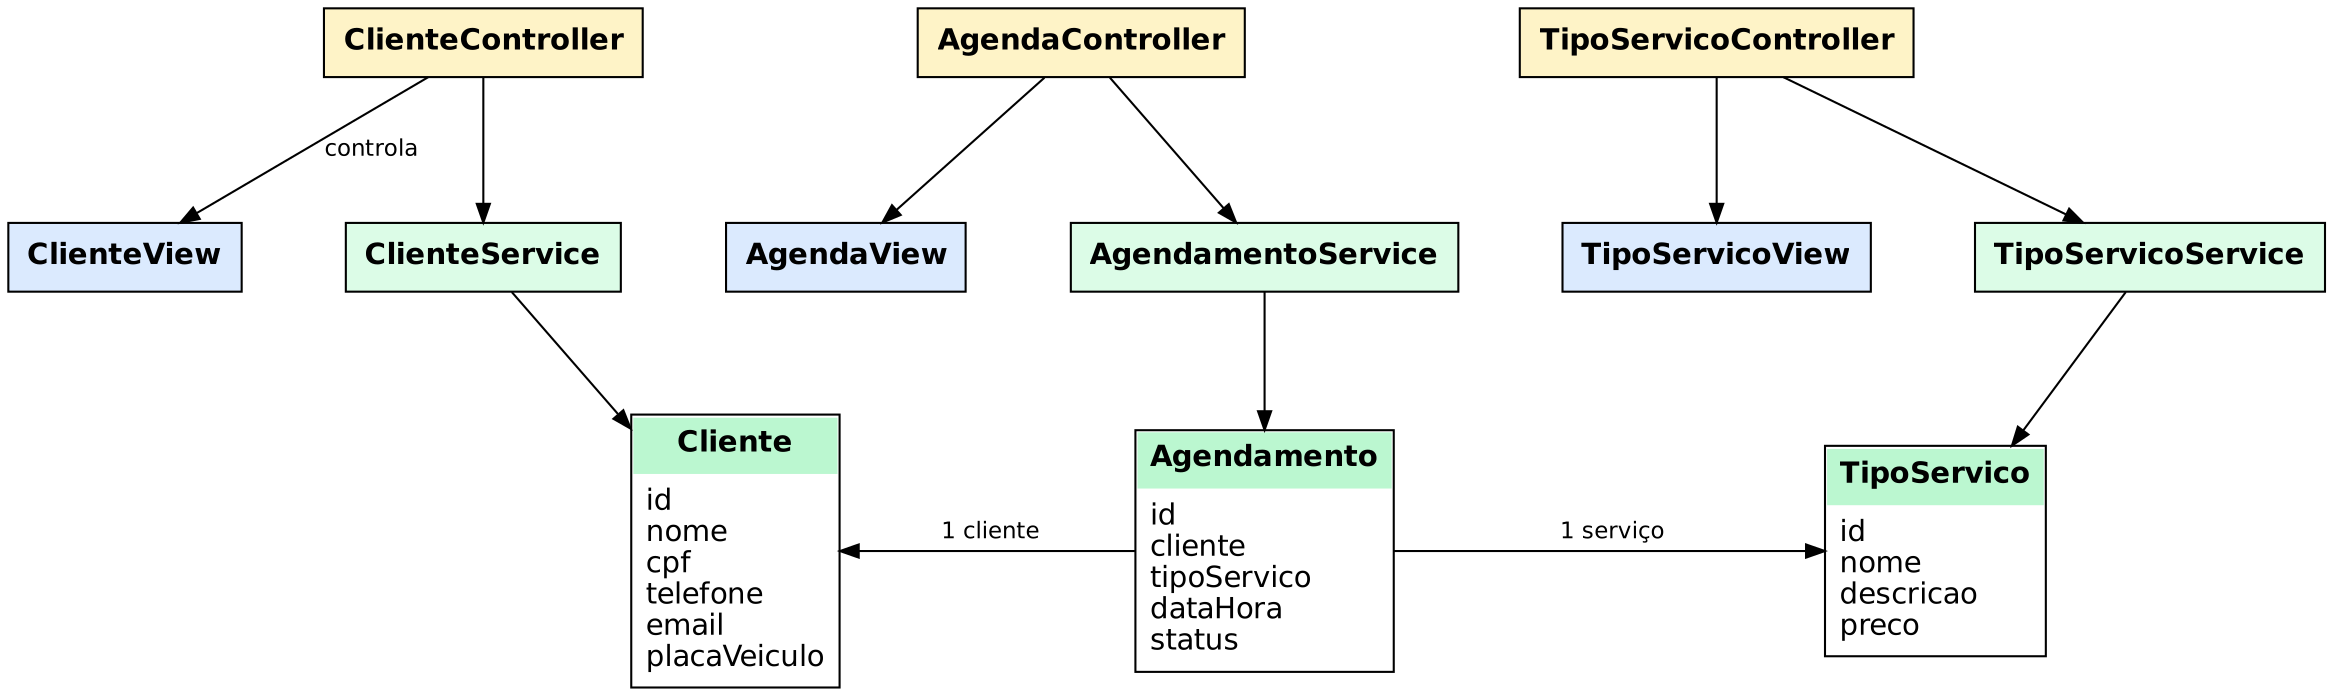 ClienteController
AgendaController
TipoServicoController
controla
ClienteView
ClienteService
AgendaView
AgendamentoService
TipoServicoView
TipoServicoService
Cliente
id
nome
cpf
telefone
email
placaVeiculo
1 cliente
Agendamento
id
cliente
tipoServico
dataHora
status
1 serviço
TipoServico
id
nome
descricao
preco